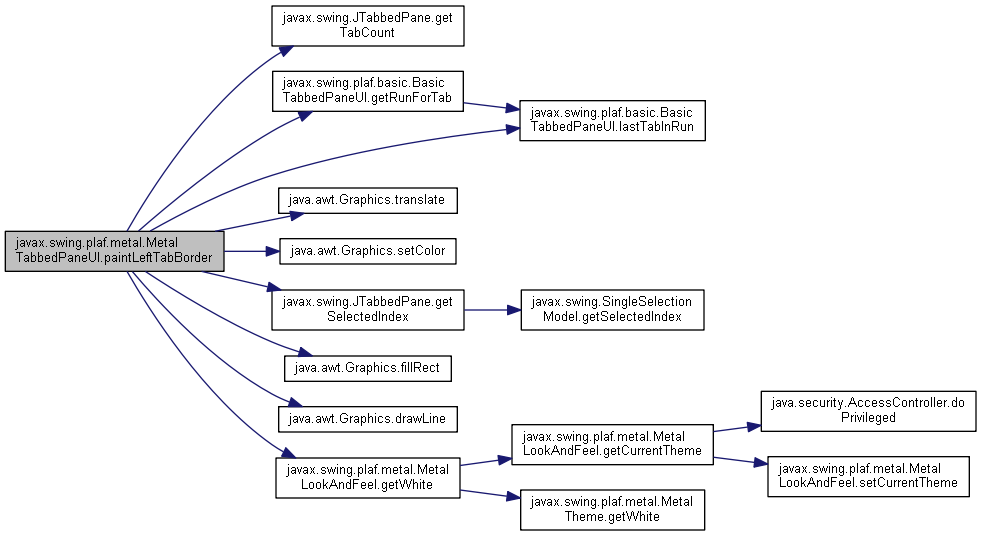 javax.swing.JTabbedPane.get
TabCount
javax.swing.plaf.basic.Basic
TabbedPaneUI.getRunForTab
javax.swing.plaf.basic.Basic
TabbedPaneUI.lastTabInRun
java.awt.Graphics.translate
javax.swing.plaf.metal.Metal
TabbedPaneUI.paintLeftTabBorder
java.awt.Graphics.setColor
javax.swing.JTabbedPane.get
SelectedIndex
javax.swing.SingleSelection
Model.getSelectedIndex
java.awt.Graphics.fillRect
java.awt.Graphics.drawLine
javax.swing.plaf.metal.Metal
LookAndFeel.getWhite
javax.swing.plaf.metal.Metal
LookAndFeel.getCurrentTheme
java.security.AccessController.do
Privileged
javax.swing.plaf.metal.Metal
LookAndFeel.setCurrentTheme
javax.swing.plaf.metal.Metal
Theme.getWhite